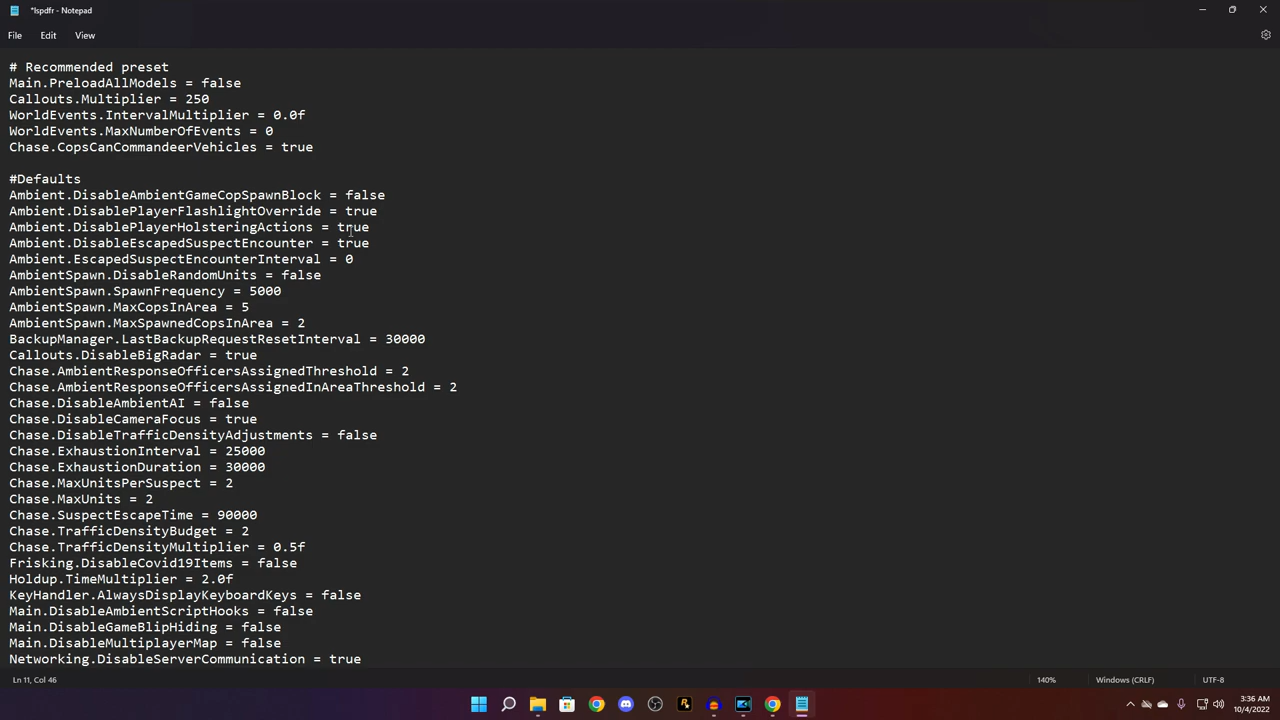 *lspdfr - Notepad
File Edit View
# Recommended preset
Main.PreloadAllModels = false
Callouts.Multiplier = 250
WorldEvents.IntervalMultiplier = 0.0f
WorldEvents.MaxNumberOfEvents = 0
Chase.CopsCanCommandeerVehicles = true
#Defaults
Ambient.DisableAmbientGameCopSpawnBlock = false
Ambient.DisablePlayerFlashlightOverride = true
Ambient.DisablePlayerHolsteringActions = true
Ambient.DisableEscapedSuspectEncounter = true
Ambient.EscapedSuspectEncounterInterval = 0
AmbientSpawn.DisableRandomUnits = false
AmbientSpawn.SpawnFrequency = 5000
AmbientSpawn.MaxCopsInArea = 5
AmbientSpawn.MaxSpawnedCopsInArea = 2
BackupManager.LastBackupRequestResetInterval = 30000
Callouts.DisableBigRadar = true
Chase.AmbientResponseOfficersAssignedThreshold = 2
Chase.AmbientResponseOfficersAssignedInAreaThreshold = 2
Chase.DisableAmbientAI = false
Chase.DisableCameraFocus = true
Chase.DisableTrafficDensityAdjustments = false
Chase.ExhaustionInterval = 25000
Chase.ExhaustionDuration = 30000
Chase.MaxUnitsPerSuspect = 2
Chase.MaxUnits = 2
Chase.SuspectEscapeTime = 90000
Chase.TrafficDensityBudget = 2
Chase.TrafficDensityMultiplier = 0.5f
Frisking.DisableCovid19Items = false
Holdup.TimeMultiplier = 2.0f
KeyHandler.AlwaysDisplayKeyboardKeys = false
Main.DisableAmbientScriptHooks = false
Main.DisableGameBlipHiding = false
Main.DisableMultiplayerMap = false
Networking.DisableServerCommunication = true
Ln 11, Col 46 140% Windows (CRLF) UTF-8
3:36 AM
10/4/2022